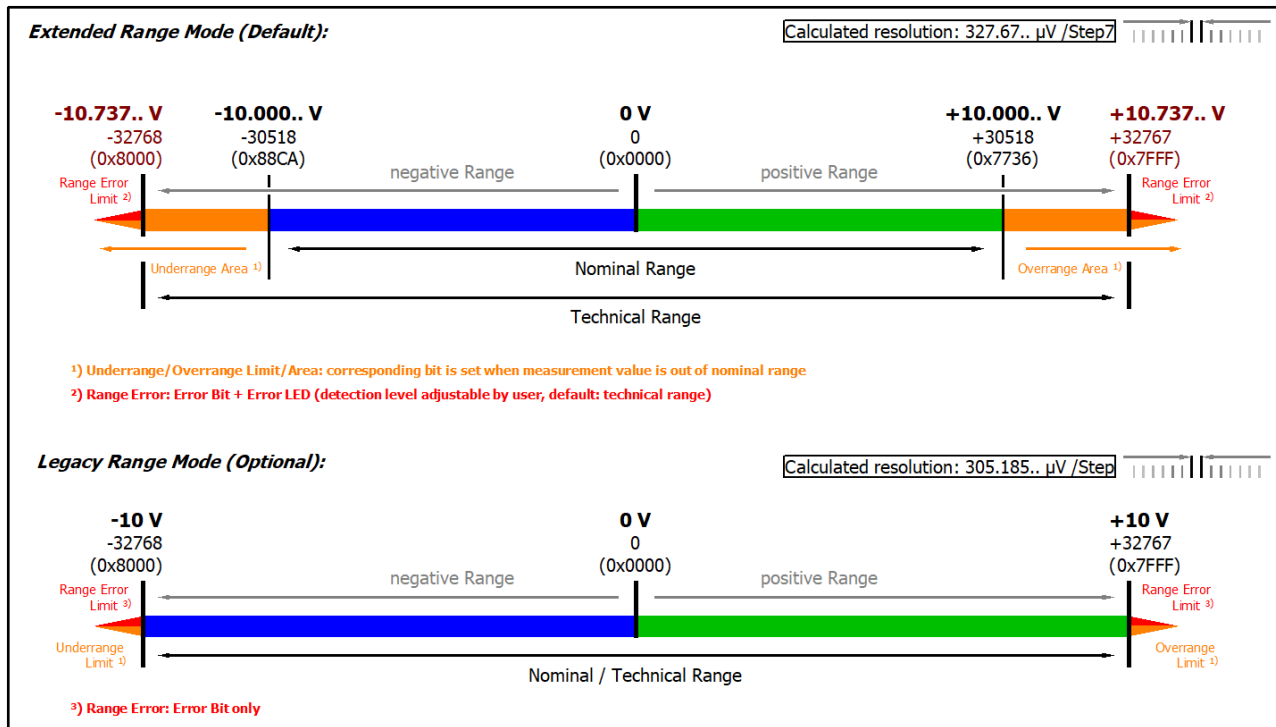 Extended Range Mode (Default):
Calculated resolution: 327.67.. µV /Step7
-10.737.. V -10.000.. V 0 V +10.000.. V +10.737.. V
-32768 -30518 0 +30518 +32767
(0x8000) (0x88CA) (0x0000) (0x7736) (0x7FFF)
negative Range positive Range
Range Error Range Error
Limit ²⁾ Limit ²⁾
Underrange Area ¹⁾ Nominal Range Overrange Area ¹⁾
Technical Range
¹) Underrange/Overrange Limit/Area: corresponding bit is set when measurement value is out of nominal range
²) Range Error: Error Bit + Error LED (detection level adjustable by user, default: technical range)
Legacy Range Mode (Optional):
Calculated resolution: 305.185.. µV /Step
-10 V 0 V +10 V
-32768 0 +32767
(0x8000) (0x0000) (0x7FFF)
negative Range positive Range
Range Error Range Error
Limit ³⁾ Limit ³⁾
Underrange Overrange
Limit ¹⁾ Limit ¹⁾
Nominal / Technical Range
³) Range Error: Error Bit only